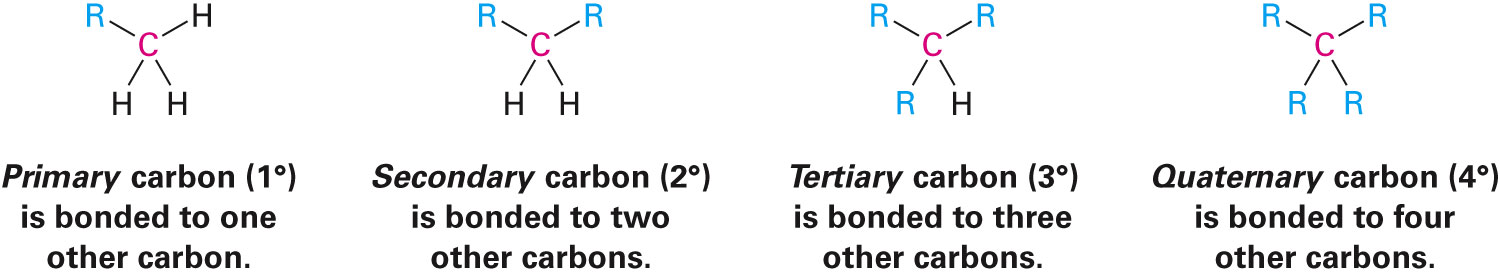 R H R R R R R R
C C C C
H H H H R H R R
Primary carbon (1°) Secondary carbon (2°) Tertiary carbon (3°) Quaternary carbon (4°)
is bonded to one is bonded to two is bonded to three is bonded to four
other carbon. other carbons. other carbons. other carbons.